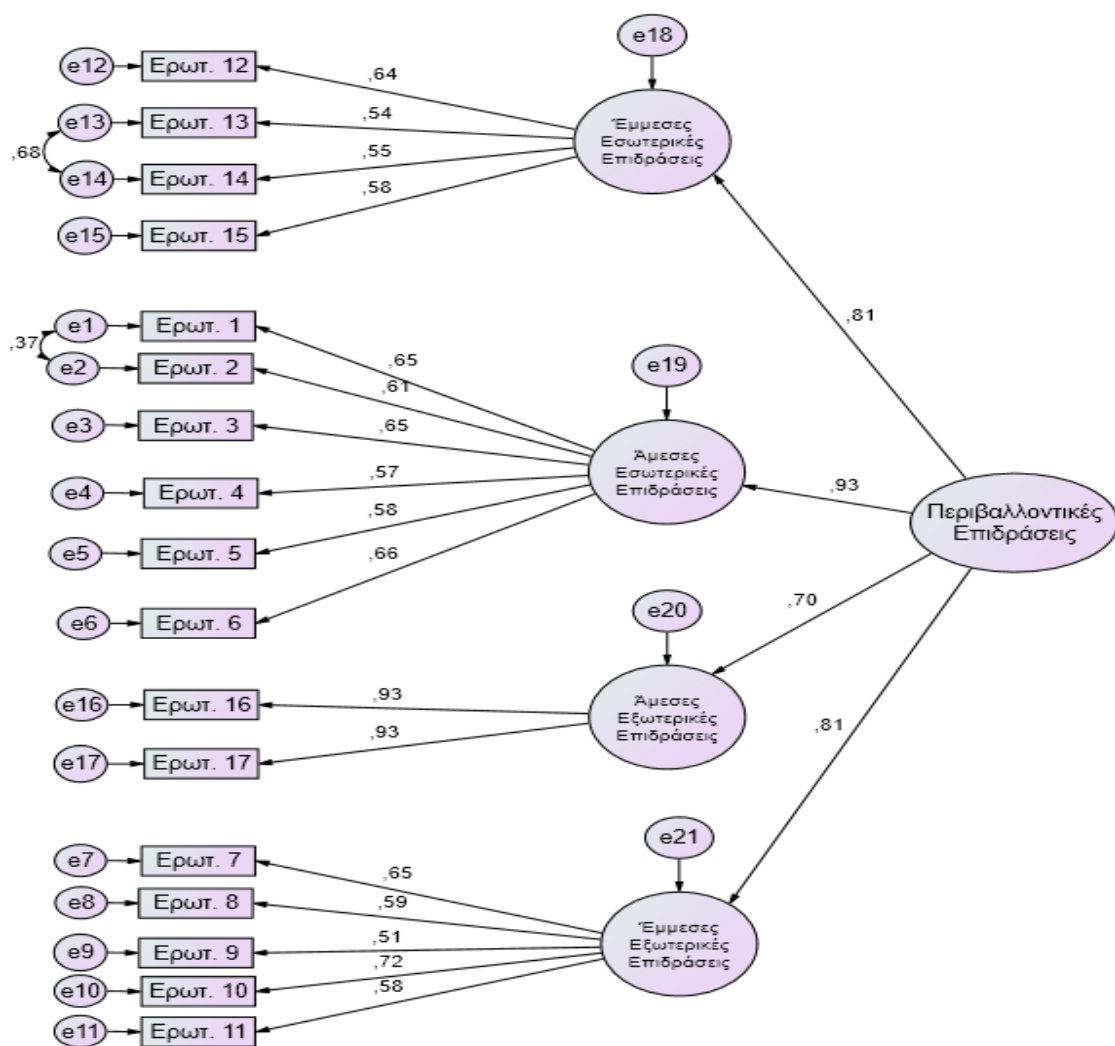 e18
e12
Ερωτ. 12
,64
e13
Ερωτ. 13
,54
Έμμεσες
Εσωτερικές
Επιδράσεις
,68
e14
Ερωτ. 14
,55
e15
Ερωτ. 15
,58
,81
e1
Ερωτ. 1
,65
,37
e2
Ερωτ. 2
,61
e19
e3
Ερωτ. 3
,65
Άμεσες
Εσωτερικές
Επιδράσεις
e4
Ερωτ. 4
,57
,93
e5
Ερωτ. 5
,58
Περιβαλλοντικές
Επιδράσεις
e6
Ερωτ. 6
,66
e20
,70
e16
Ερωτ. 16
,93
Άμεσες
Εξωτερικές
Επιδράσεις
e17
Ερωτ. 17
,93
,81
e21
e7
Ερωτ. 7
,65
e8
Ερωτ. 8
,59
e9
Ερωτ. 9
,51
Έμμεσες
Εξωτερικές
Επιδράσεις
e10
Ερωτ. 10
,72
e11
Ερωτ. 11
,58